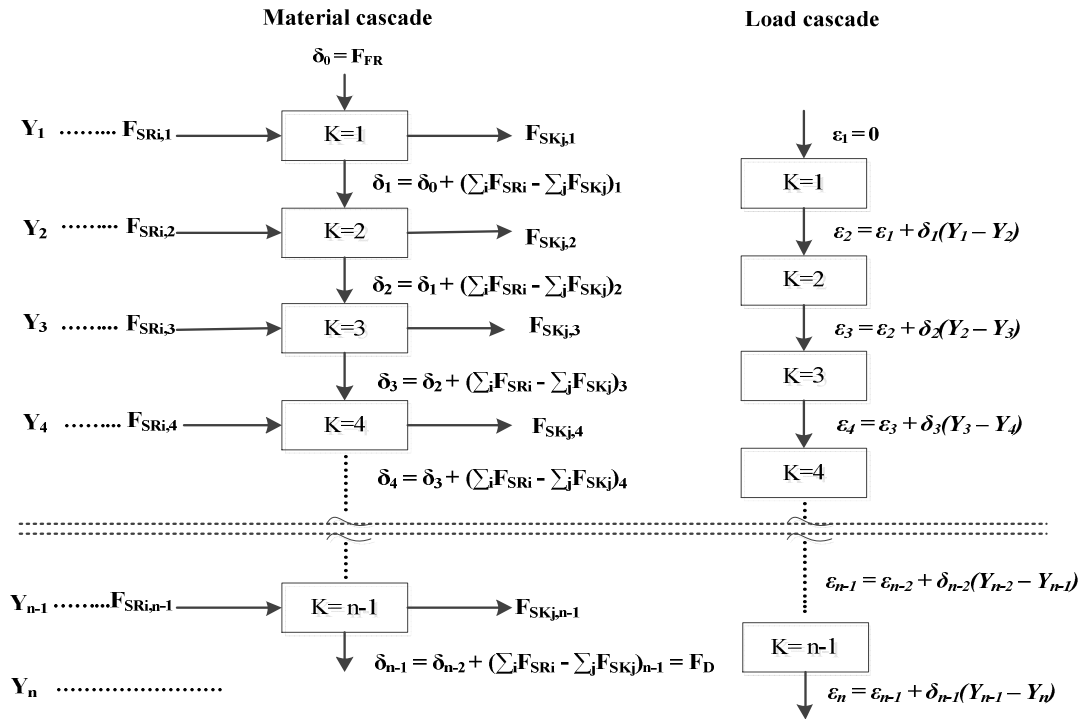 Material cascade
Load cascade
δ₀ = F_FR
Y₁ ......... F_SRi,1
K=1
F_SKj,1
ε₁ = 0
K=1
δ₁ = δ₀ + (∑ᵢF_SRi - ∑ⱼF_SKj)₁
Y₂ ......... F_SRi,2
K=2
F_SKj,2
ε₂ = ε₁ + δ₁(Y₁ – Y₂)
K=2
δ₂ = δ₁ + (∑ᵢF_SRi - ∑ⱼF_SKj)₂
Y₃ ......... F_SRi,3
K=3
F_SKj,3
ε₃ = ε₂ + δ₂(Y₂ – Y₃)
K=3
δ₃ = δ₂ + (∑ᵢF_SRi - ∑ⱼF_SKj)₃
Y₄ ......... F_SRi,4
K=4
F_SKj,4
ε₄ = ε₃ + δ₃(Y₃ – Y₄)
K=4
δ₄ = δ₃ + (∑ᵢF_SRi - ∑ⱼF_SKj)₄
ε_n-1 = ε_n-2 + δ_n-2(Y_n-2 – Y_n-1)
Y_n-1 .........F_SRi,n-1
K= n-1
F_SKj,n-1
K= n-1
δ_n-1 = δ_n-2 + (∑ᵢF_SRi - ∑ⱼF_SKj)_n-1 = F_D
Y_n .......................
ε_n = ε_n-1 + δ_n-1(Y_n-1 – Y_n)